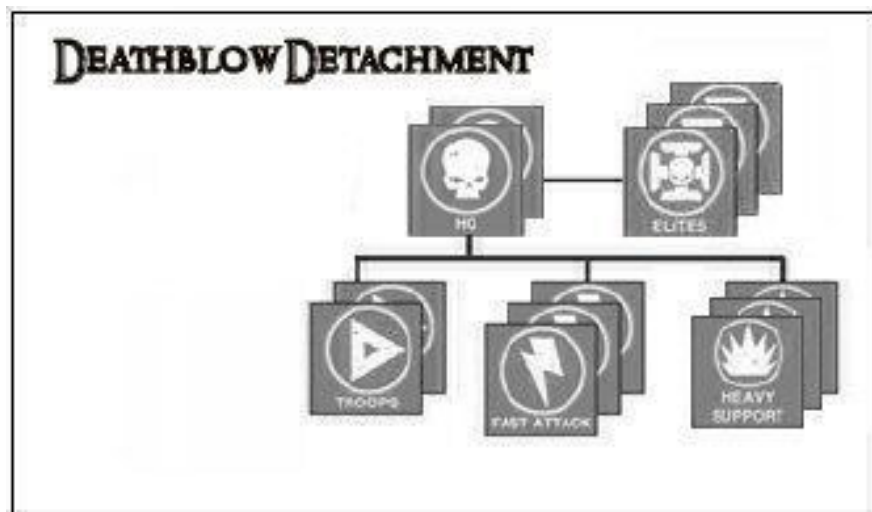 DEATHBLOW DETACHMENT
HQ
ELITES
TROOPS
FAST ATTACK
HEAVY
SUPPORT